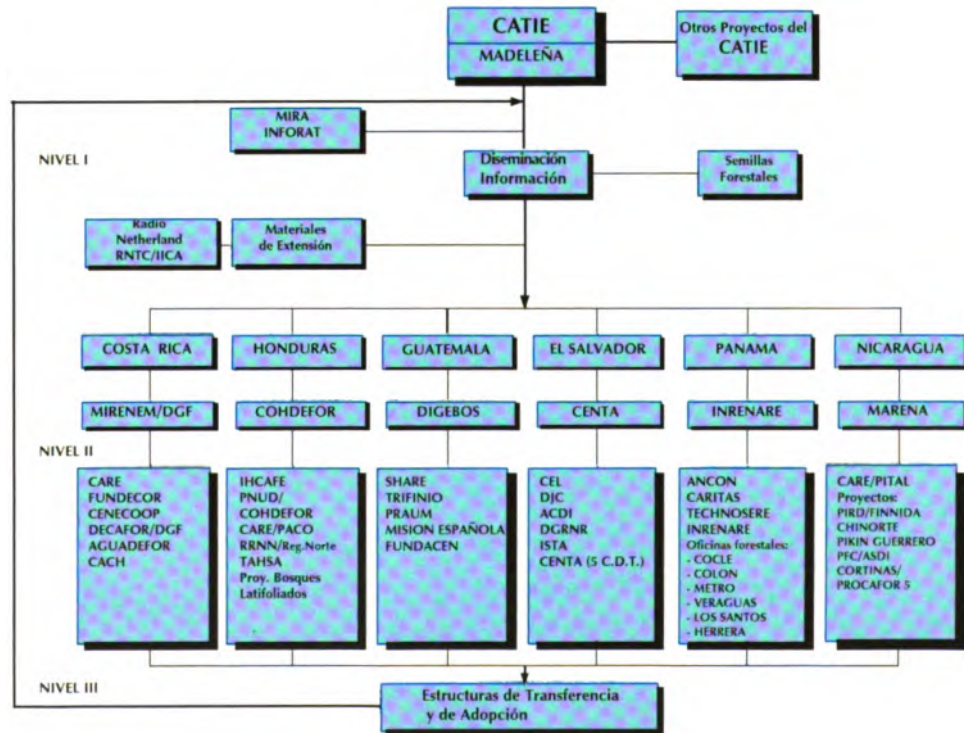 CATIE
MADELEÑA
Otros Proyectos del
CATIE
MIRA
INFORAT
NIVEL I
Diseminación
Información
Semillas
Forestales
Radio
Netherland
RNTC/IICA
Materiales
de Extensión
COSTA RICA
HONDURAS
GUATEMALA
EL SALVADOR
PANAMA
NICARAGUA
MIRENEM/DGF
COHDEFOR
DIGEBOS
CENTA
INRENARE
MARENA
NIVEL II
CARE
FUNDECOR
CENECOOP
DECAFOR/DGF
AGUADEFOR
CACH
IHCAFE
PNUD/
COHDEFOR
CARE/PACO
RRNN/Reg.Norte
TAHSA
Proy. Bosques
Latifoliados
SHARE
TRIFINIO
PRAUM
MISION ESPAÑOLA
FUNDACEN
CEL
DJC
ACDI
DGRNR
ISTA
CENTA (5 C.D.T.)
ANCON
CARITAS
TECHNOSERE
INRENARE
Oficinas forestales:
- COCLE
- COLON
- METRO
- VERAGUAS
- LOS SANTOS
- HERRERA
CARE/PITAL
Proyectos:
PIRD/FINNIDA
CHINORTE
PIKIN GUERRERO
PFC/ASDI
CORTINAS/
PROCAFOR 5
NIVEL III
Estructuras de Transferencia
y de Adopción